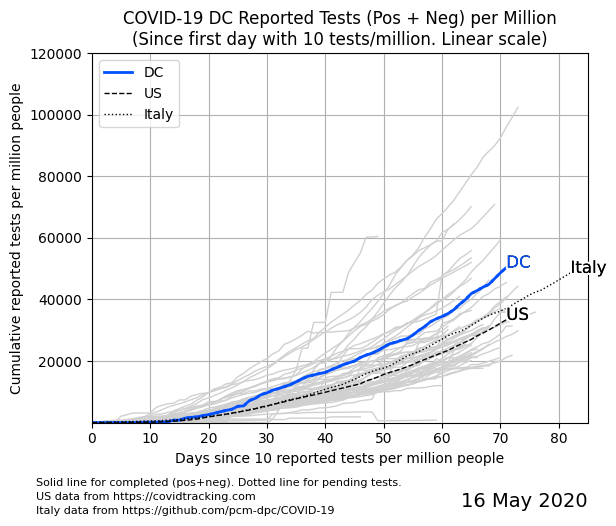 COVID-19 DC Reported Tests (Pos + Neg) per Million
(Since first day with 10 tests/million. Linear scale)
Cumulative reported tests per million people
120000
100000
80000
60000
40000
20000
DC
US
Italy
DC
Italy
US
0 10 20 30 40 50 60 70 80
Days since 10 reported tests per million people
Solid line for completed (pos+neg). Dotted line for pending tests.
US data from https://covidtracking.com
Italy data from https://github.com/pcm-dpc/COVID-19
16 May 2020